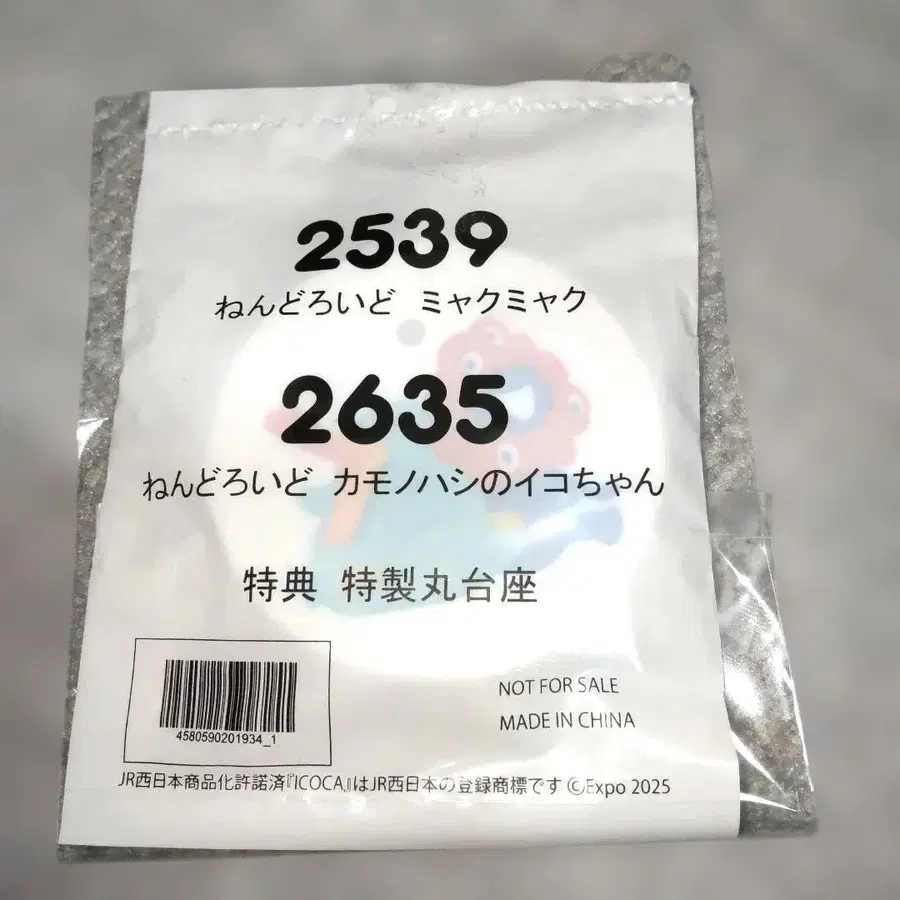 2539
ねんどろいど ミャクミャク
2635
ねんどろいど カモノハシのイコちゃん
特典 特製丸台座
4580590201934_1
NOT FOR SALE
MADE IN CHINA
JR西日本商品化許諾済『ICOCA』はJR西日本の登録商標です ©Expo 2025